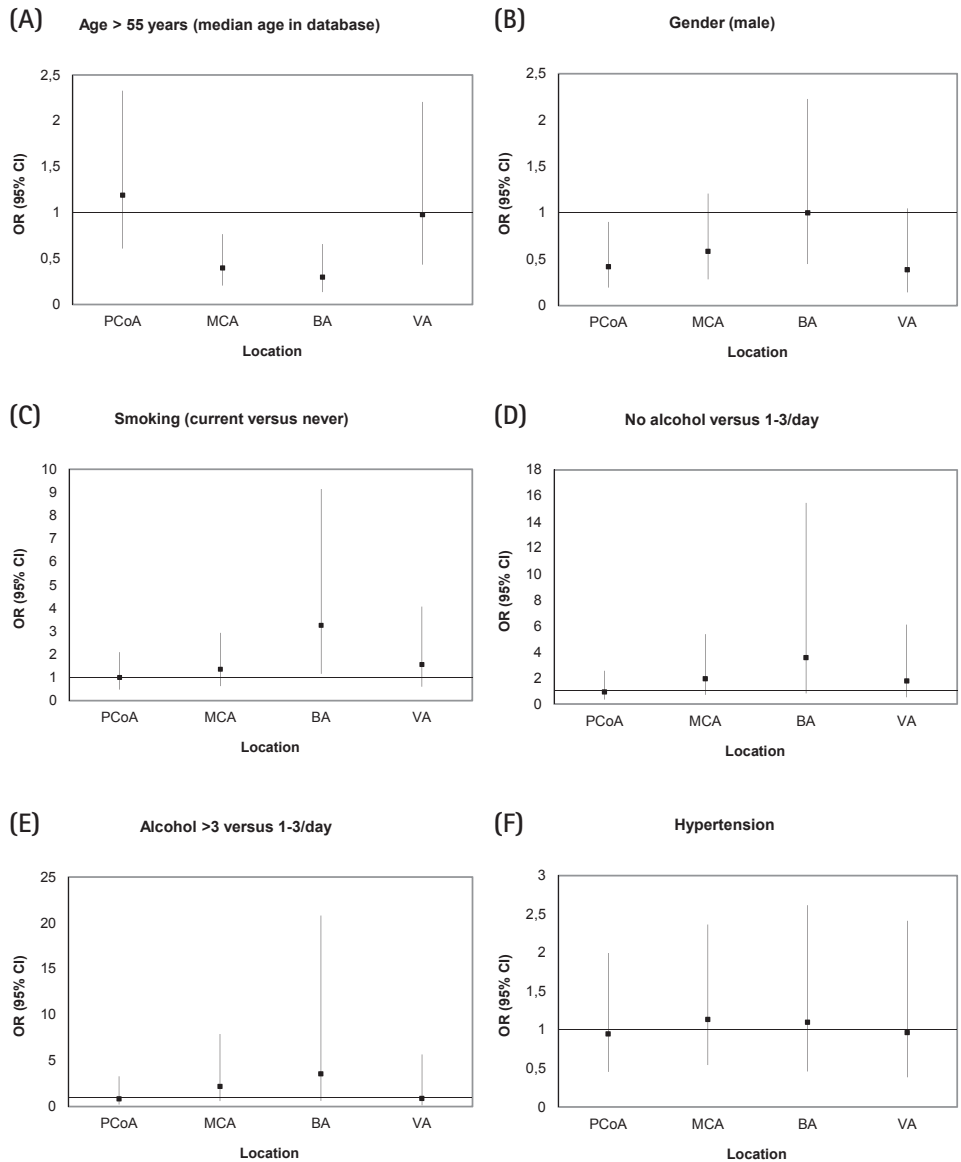 (A)
Age > 55 years (median age in database)
2,5
2
1,5
1
0,5
0
OR (95% CI)
PCoA MCA BA VA
Location
(B)
Gender (male)
2,5
2
1,5
1
0,5
0
OR (95% CI)
PCoA MCA BA VA
Location
(C)
Smoking (current versus never)
10
9
8
7
6
5
4
3
2
1
0
OR (95% CI)
PCoA MCA BA VA
Location
(D)
No alcohol versus 1-3/day
18
16
14
12
10
8
6
4
2
0
OR (95% CI)
PCoA MCA BA VA
Location
(E)
Alcohol >3 versus 1-3/day
25
20
15
10
5
0
OR (95% CI)
PCoA MCA BA VA
Location
(F)
Hypertension
3
2,5
2
1,5
1
0,5
0
OR (95% CI)
PCoA MCA BA VA
Location